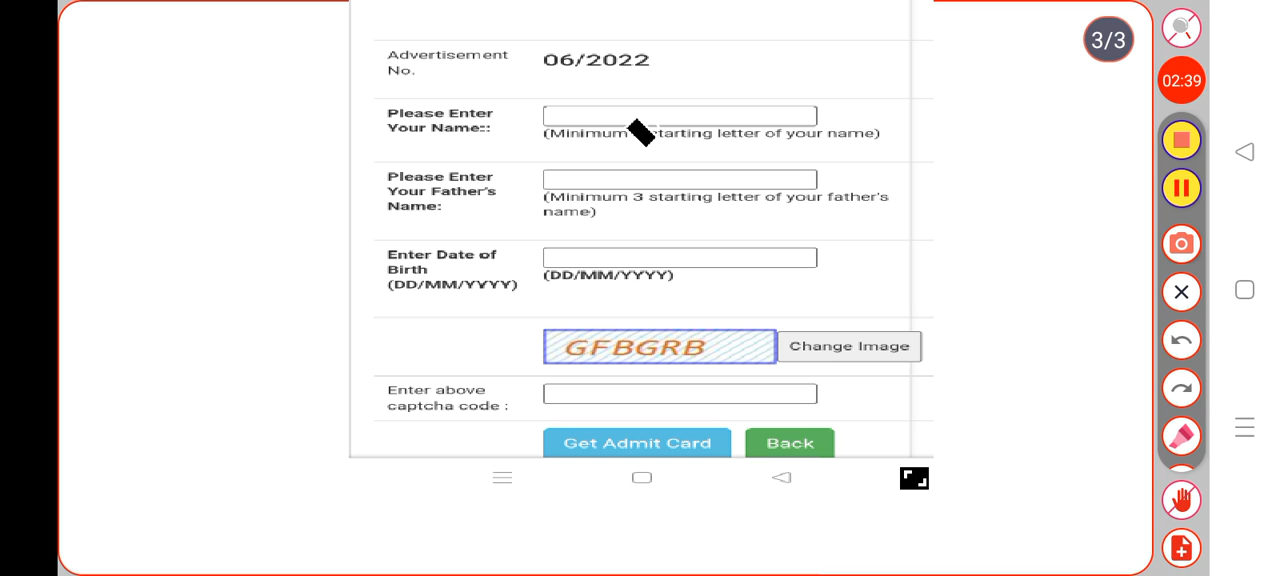 3/3
02:39
Advertisement
No.
06/2022
Please Enter
Your Name::
(Minimum starting letter of your name)
Please Enter
Your Father's
Name:
(Minimum 3 starting letter of your father's
name)
Enter Date of
Birth
(DD/MM/YYYY)
(DD/MM/YYYY)
GFBGRB
Change Image
Enter above
captcha code :
Get Admit Card
Back